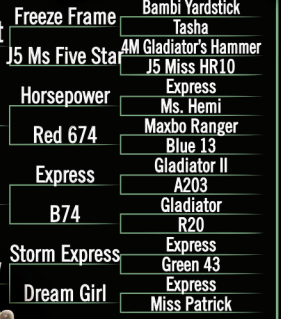 Bambi Yardstick
Freeze Frame
Tasha
4M Gladiator's Hammer
J5 Ms Five Star
J5 Miss HR10
Express
Horsepower
Ms. Hemi
Maxbo Ranger
Red 674
Blue 13
Gladiator II
Express
A203
Gladiator
B74
R20
Express
Storm Express
Green 43
Express
Dream Girl
Miss Patrick